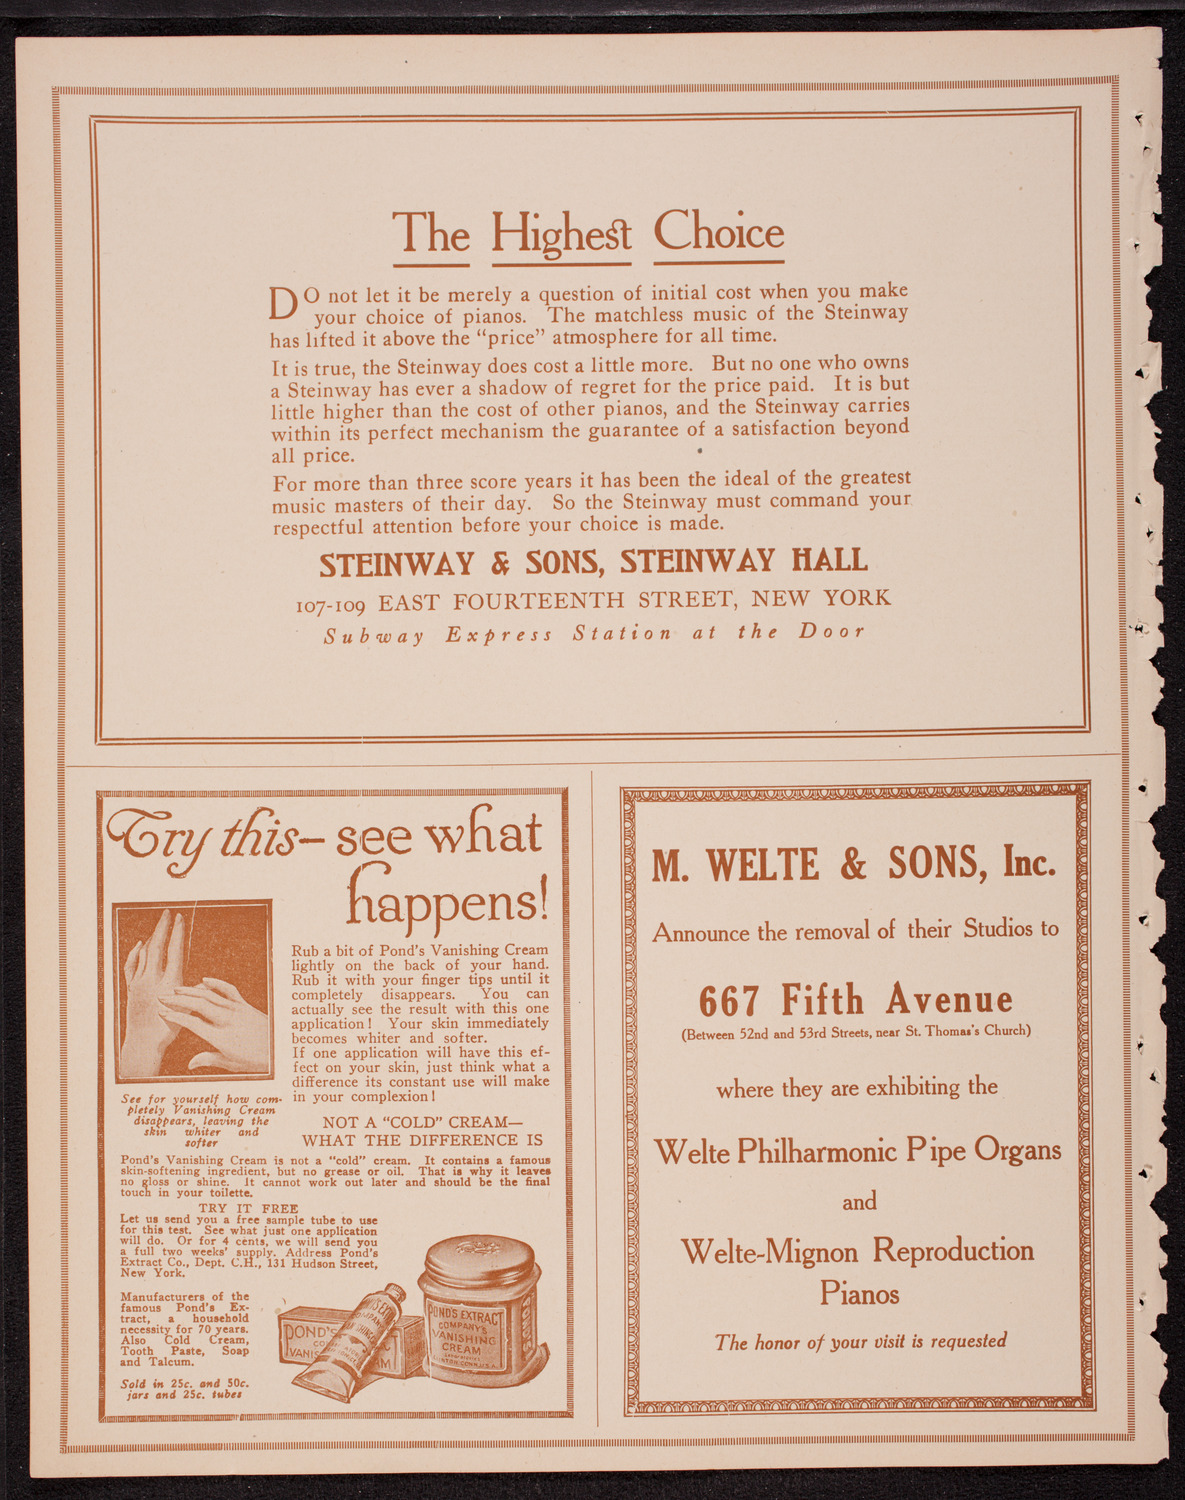 The Highest Choice
DO not let it be merely a question of initial cost when you make
your choice of pianos. The matchless music of the Steinway
has lifted it above the "price" atmosphere for all time.
It is true, the Steinway does cost a little more. But no one who owns
a Steinway has ever a shadow of regret for the price paid. It is but
little higher than the cost of other pianos, and the Steinway carries
within its perfect mechanism the guarantee of a satisfaction beyond
all price.
For more than three score years it has been the ideal of the greatest
music masters of their day. So the Steinway must command your
respectful attention before your choice is made.
STEINWAY & SONS, STEINWAY HALL
107-109 EAST FOURTEENTH STREET, NEW YORK
Subway Express Station at the Door
Try this—see what
happens!
Rub a bit of Pond's Vanishing Cream
lightly on the back of your hand.
Rub it with your finger tips until it
completely disappears. You can
actually see the result with this one
application! Your skin immediately
becomes whiter and softer.
If one application will have this ef-
fect on your skin, just think what a
difference its constant use will make
in your complexion!
See for yourself how com-
pletely Vanishing Cream
disappears, leaving the
skin whiter and
softer
NOT A "COLD" CREAM—
WHAT THE DIFFERENCE IS
Pond's Vanishing Cream is not a "cold" cream. It contains a famous
skin-softening ingredient, but no grease or oil. That is why it leaves
no gloss or shine. It cannot work out later and should be the final
touch in your toilette.
TRY IT FREE
Let us send you a free sample tube to use
for this test. See what just one application
will do. Or for 4 cents, we will send you
a full two weeks' supply. Address Pond's
Extract Co., Dept. C.H., 131 Hudson Street,
New York.
Manufacturers of the
famous Pond's Ex-
tract, a household
necessity for 70 years.
Also Cold Cream,
Tooth Paste, Soap
and Talcum.
Sold in 25c. and 50c.
jars and 25c. tubes
POND'S
VANIS
POND'S EXTRACT
COMPANY'S
VANISHING
CREAM
M. WELTE & SONS, Inc.
Announce the removal of their Studios to
667 Fifth Avenue
(Between 52nd and 53rd Streets, near St. Thomas's Church)
where they are exhibiting the
Welte Philharmonic Pipe Organs
and
Welte-Mignon Reproduction
Pianos
The honor of your visit is requested